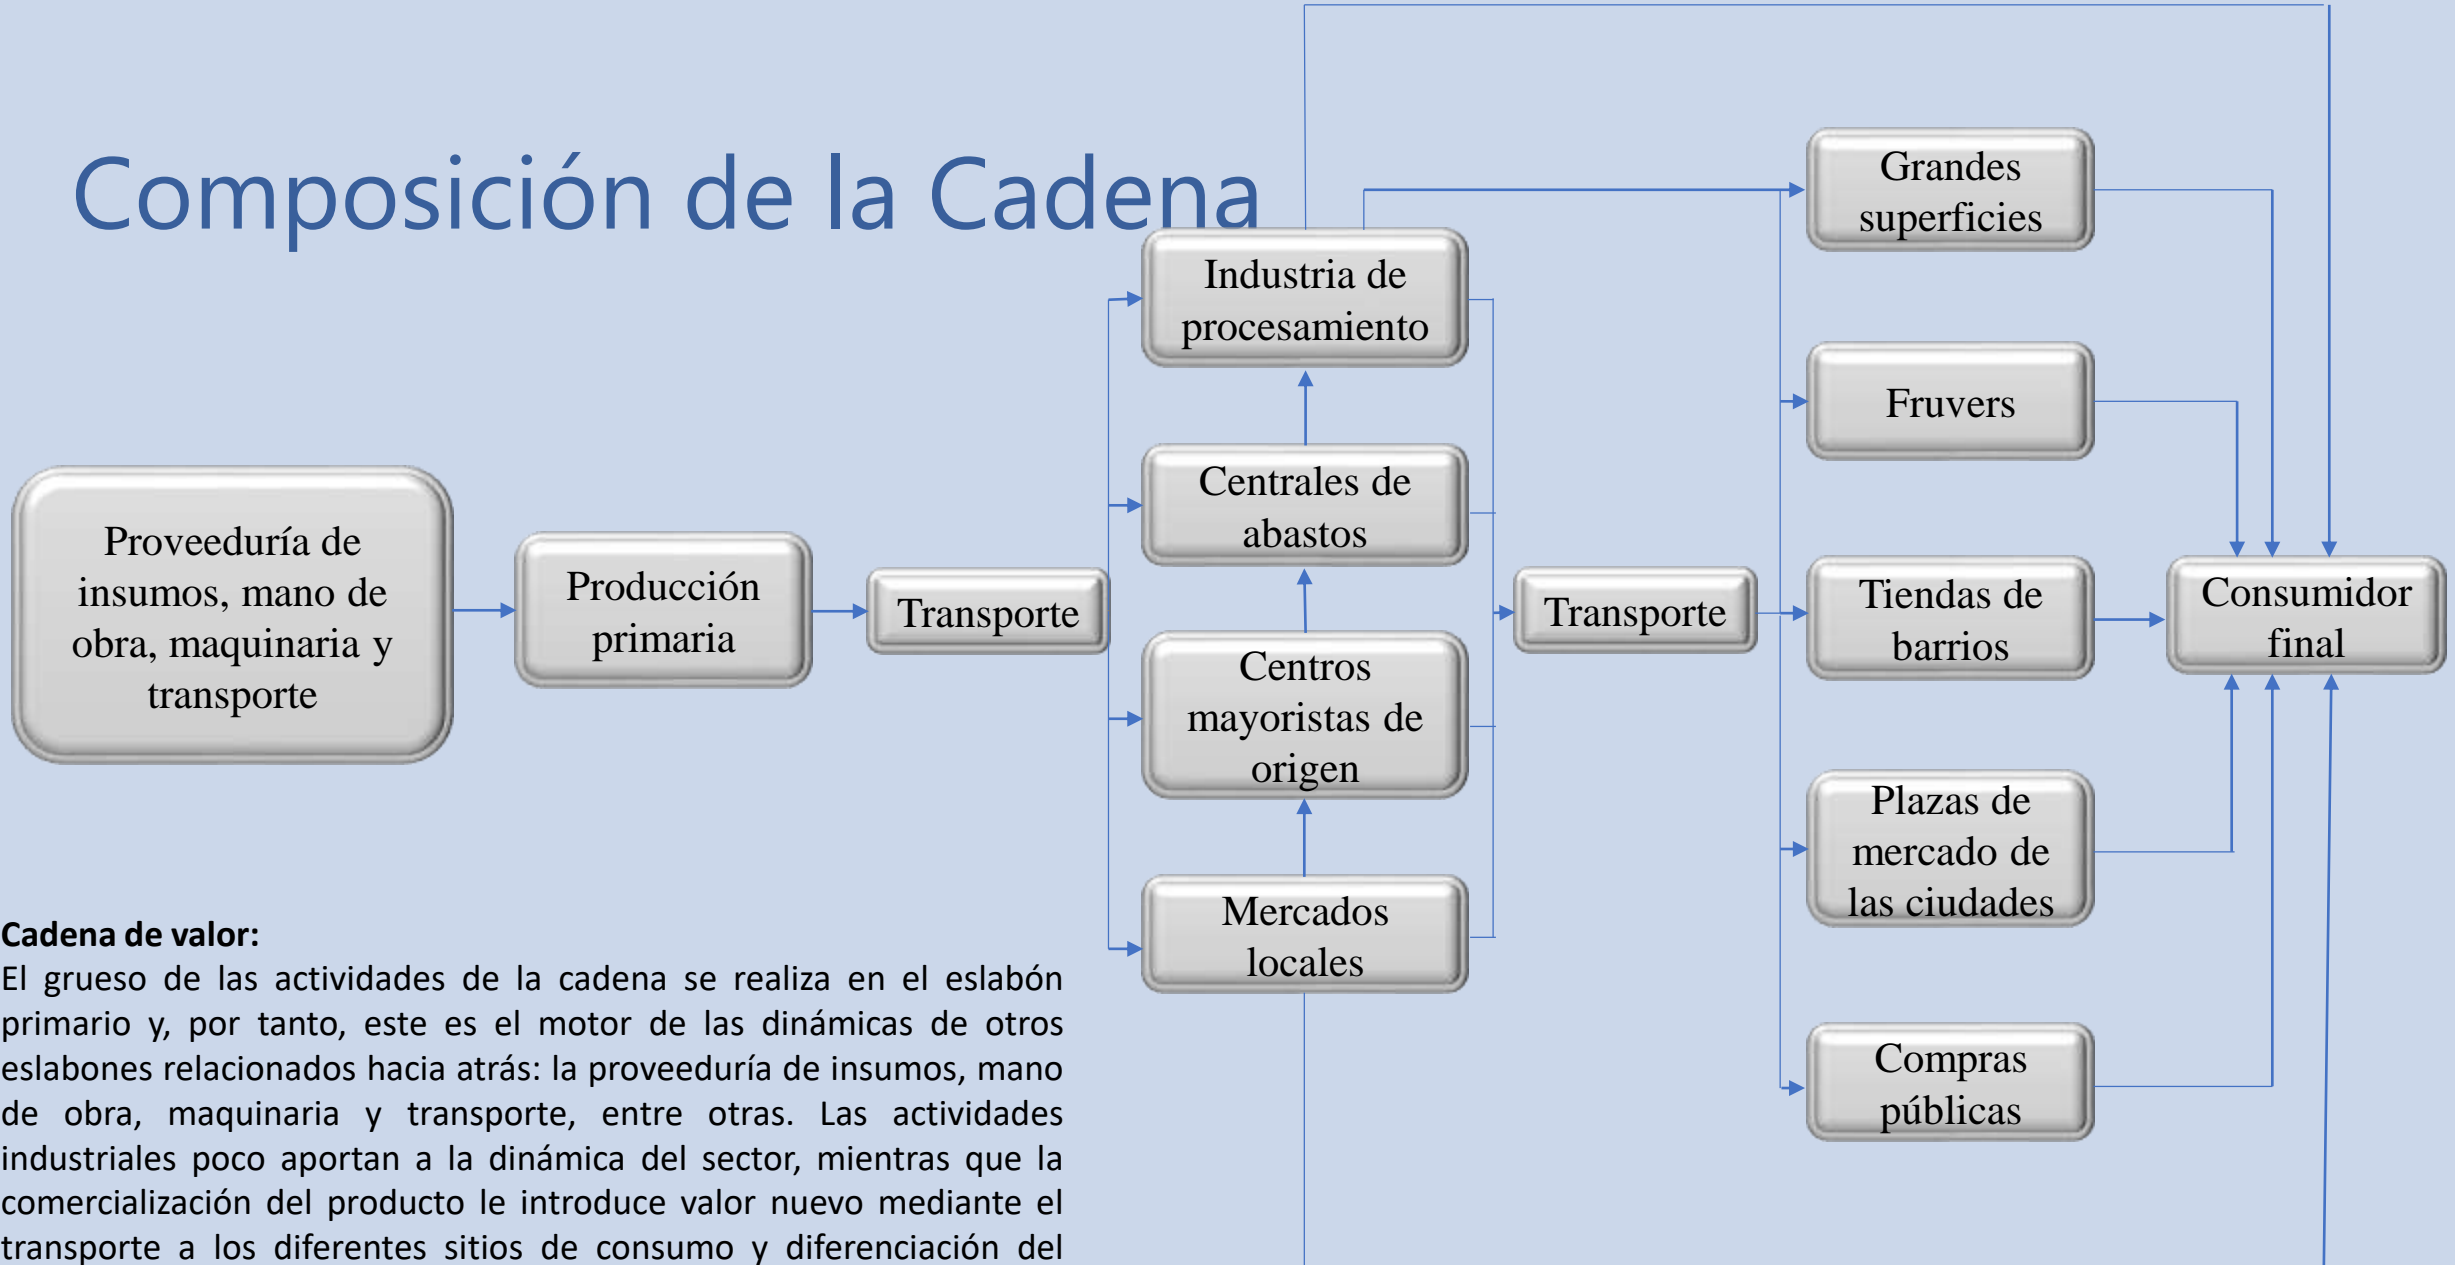 Composición de la Cadena
Proveeduría de
insumos, mano de
obra, maquinaria y
transporte
Producción
primaria
Transporte
Industria de
procesamiento
Centrales de
abastos
Centros
mayoristas de
origen
Mercados
locales
Transporte
Grandes
superficies
Fruvers
Tiendas de
barrios
Plazas de
mercado de
las ciudades
Compras
públicas
Consumidor
final
Cadena de valor:
El grueso de las actividades de la cadena se realiza en el eslabón
primario y, por tanto, este es el motor de las dinámicas de otros
eslabones relacionados hacia atrás: la proveeduría de insumos, mano
de obra, maquinaria y transporte, entre otras. Las actividades
industriales poco aportan a la dinámica del sector, mientras que la
comercialización del producto le introduce valor nuevo mediante el
transporte a los diferentes sitios de consumo y diferenciación del